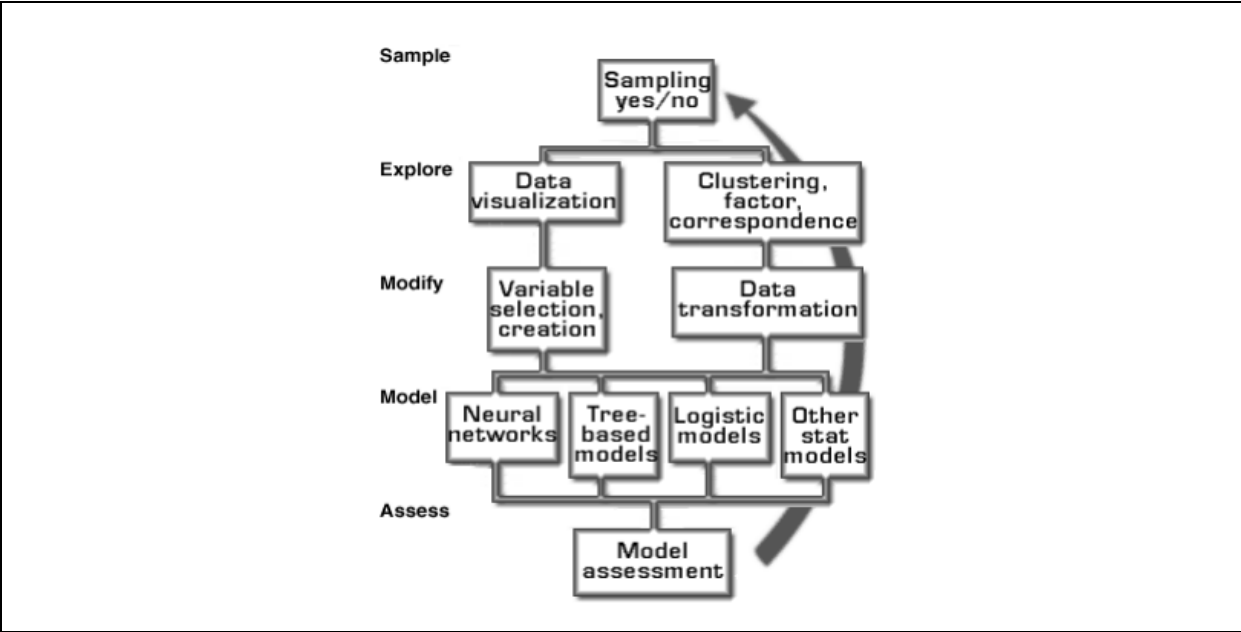 Sample
Sampling
yes/no
Explore
Data
visualization
Clustering,
factor,
correspondence
Modify
Variable
selection,
creation
Data
transformation
Model
Neural
networks
Tree-
based
models
Logistic
models
Other
stat
models
Assess
Model
assessment